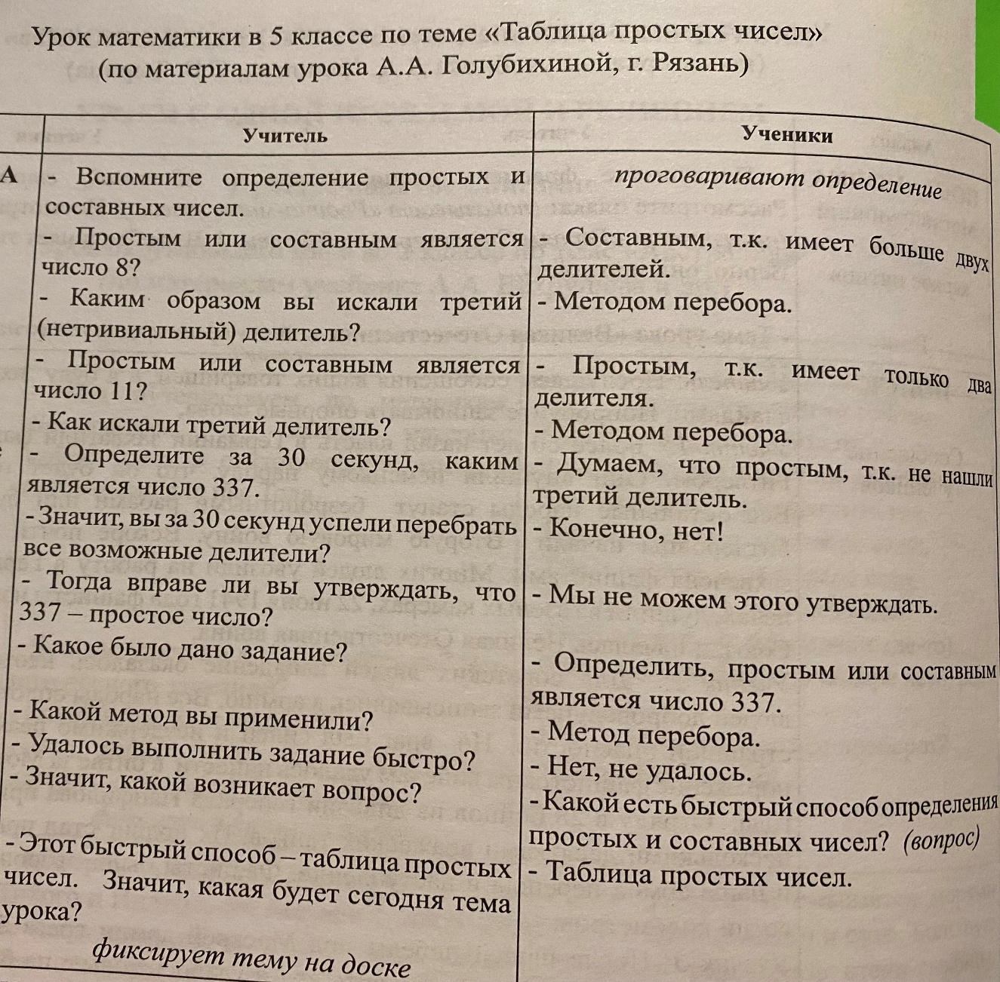 Урок математики в 5 классе по теме «Таблица простых чисел»
(по материалам урока А.А. Голубихиной, г. Рязань)
Учитель
Ученики
А
- Вспомните определение простых и
составных чисел.
проговаривают определение
- Простым или составным является
число 8?
- Составным, т.к. имеет больше двух
делителей.
- Каким образом вы искали третий
(нетривиальный) делитель?
- Методом перебора.
- Простым или составным является
число 11?
- Простым, т.к. имеет только два
делителя.
- Как искали третий делитель?
- Методом перебора.
- Определите за 30 секунд, каким
является число 337.
- Думаем, что простым, т.к. не нашли
третий делитель.
- Значит, вы за 30 секунд успели перебрать
все возможные делители?
- Конечно, нет!
- Тогда вправе ли вы утверждать, что
337 – простое число?
- Мы не можем этого утверждать.
- Какое было дано задание?
- Определить, простым или составным
является число 337.
- Какой метод вы применили?
- Метод перебора.
- Удалось выполнить задание быстро?
- Нет, не удалось.
- Значит, какой возникает вопрос?
- Какой есть быстрый способ определения
простых и составных чисел? (вопрос)
- Этот быстрый способ – таблица простых
чисел. Значит, какая будет сегодня тема
урока?
- Таблица простых чисел.
фиксирует тему на доске